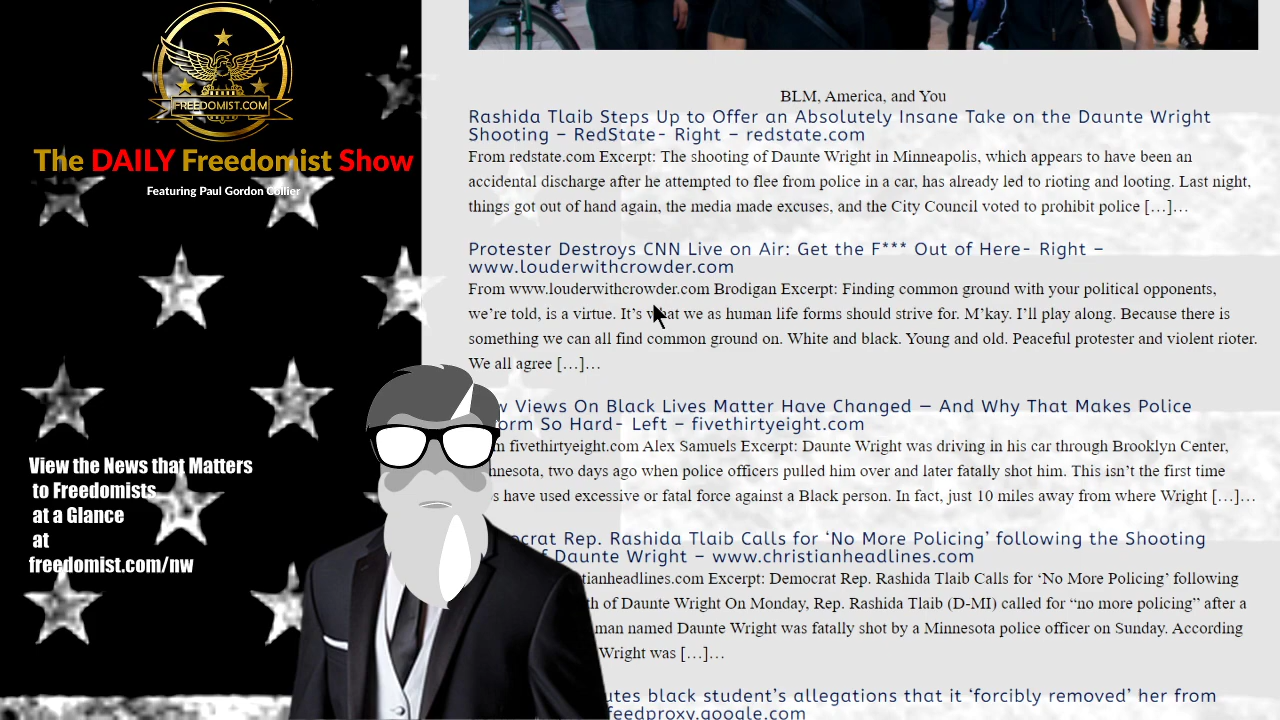 FREEDOMIST.COM
The DAILY Freedomist Show
Featuring Paul Gordon Collier
View the News that Matters
to Freedomists
at a Glance
at
freedomist.com/nw
BLM, America, and You
Rashida Tlaib Steps Up to Offer an Absolutely Insane Take on the Daunte Wright
Shooting – RedState- Right – redstate.com
From redstate.com Excerpt: The shooting of Daunte Wright in Minneapolis, which appears to have been an
accidental discharge after he attempted to flee from police in a car, has already led to rioting and looting. Last night,
things got out of hand again, the media made excuses, and the City Council voted to prohibit police […]…
Protester Destroys CNN Live on Air: Get the F*** Out of Here- Right –
www.louderwithcrowder.com
From www.louderwithcrowder.com Brodigan Excerpt: Finding common ground with your political opponents,
we’re told, is a virtue. It’s what we as human life forms should strive for. M’kay. I’ll play along. Because there is
something we can all find common ground on. White and black. Young and old. Peaceful protester and violent rioter.
We all agree […]…
Views On Black Lives Matter Have Changed – And Why That Makes Police
So Hard- Left – fivethirtyeight.com
fivethirtyeight.com Alex Samuels Excerpt: Daunte Wright was driving in his car through Brooklyn Center,
two days ago when police officers pulled him over and later fatally shot him. This isn’t the first time
have used excessive or fatal force against a Black person. In fact, just 10 miles away from where Wright […]…
Rep. Rashida Tlaib Calls for ‘No More Policing’ following the Shooting
of Daunte Wright – www.christianheadlines.com
Excerpt: Democrat Rep. Rashida Tlaib Calls for ‘No More Policing’ following
of Daunte Wright On Monday, Rep. Rashida Tlaib (D-MI) called for “no more policing” after a
man named Daunte Wright was fatally shot by a Minnesota police officer on Sunday. According
Wright was […]…
black student’s allegations that it ‘forcibly removed’ her from
feedproxy.google.com